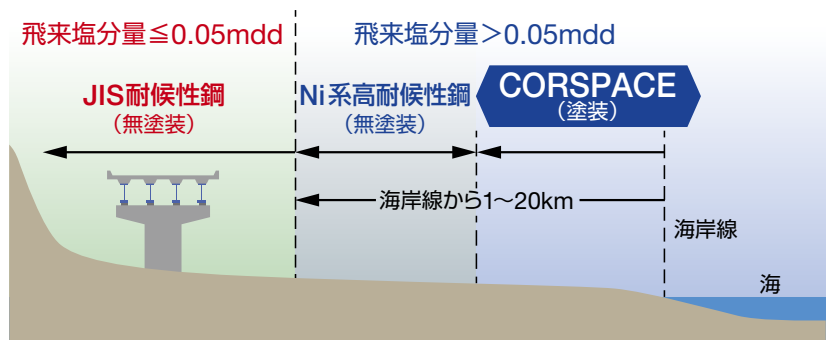 飛来塩分量≦0.05mdd
飛来塩分量＞0.05mdd
JIS耐候性鋼
（無塗装）
Ni系高耐候性鋼
（無塗装）
CORSPACE
（塗装）
海岸線から1〜20km
海岸線
海